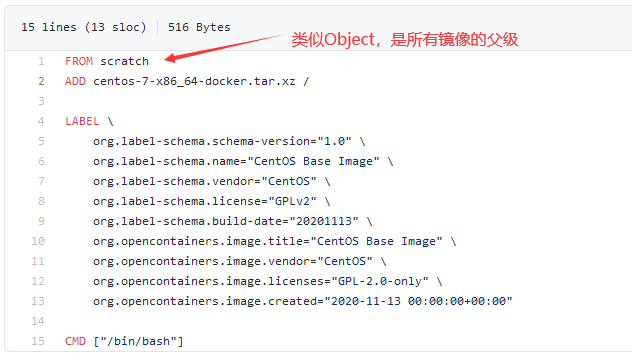 15 lines (13 sloc) 516 Bytes
类似Object，是所有镜像的父级
1 FROM scratch
2 ADD centos-7-x86_64-docker.tar.xz /
3
4 LABEL \
5 org.label-schema.schema-version="1.0" \
6 org.label-schema.name="CentOS Base Image" \
7 org.label-schema.vendor="CentOS" \
8 org.label-schema.license="GPLv2" \
9 org.label-schema.build-date="20201113" \
10 org.opencontainers.image.title="CentOS Base Image" \
11 org.opencontainers.image.vendor="CentOS" \
12 org.opencontainers.image.licenses="GPL-2.0-only" \
13 org.opencontainers.image.created="2020-11-13 00:00:00+00:00"
14
15 CMD ["/bin/bash"]